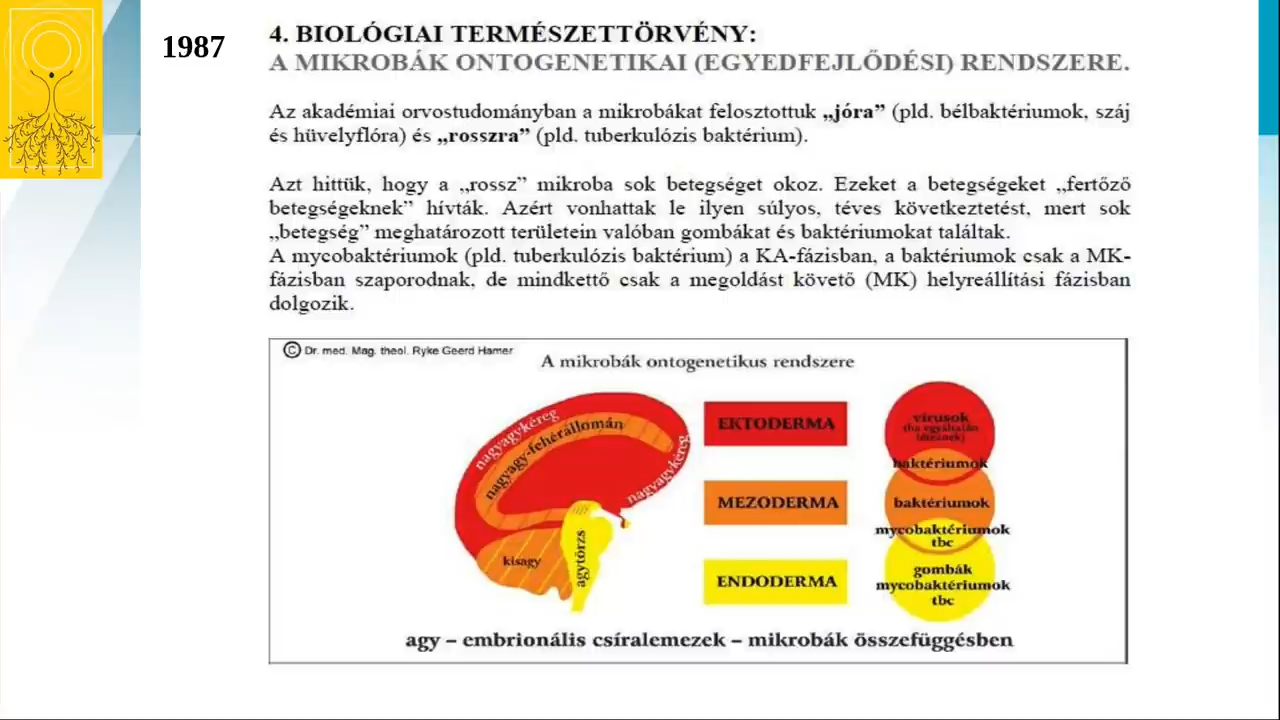 1987
4. BIOLÓGIAI TERMÉSZETTÖRVÉNY:
A MIKROBÁK ONTOGENETIKAI (EGYEDFEJLŐDÉSI) RENDSZERE.
Az akadémiai orvostudományban a mikrobákat felosztottuk „jóra” (pld. bélbaktériumok, száj
és hüvelyflóra) és „rosszra” (pld. tuberkulózis baktérium).
Azt hittük, hogy a „rossz” mikroba sok betegséget okoz. Ezeket a betegségeket „fertőző
betegségeknek” hívták. Azért vonhattak le ilyen súlyos, téves következtetést, mert sok
„betegség” meghatározott területein valóban gombákat és baktériumokat találtak.
A mycobaktériumok (pld. tuberkulózis baktérium) a KA-fázisban, a baktériumok csak a MK-
fázisban szaporodnak, de mindkettő csak a megoldást követő (MK) helyreállítási fázisban
dolgozik.
© Dr. med. Mag. theol. Ryke Geerd Hamer
A mikrobák ontogenetikus rendszere
nagyagykéreg
nagyagy-fehérállomán
nagyagykéreg
kisagy
agytörzs
EKTODERMA
MEZODERMA
ENDODERMA
vírusok
(ha egyáltalán
léteznek)
baktériumok
baktériumok
mycobaktériumok
tbc
gombák
mycobaktériumok
tbc
agy – embrionális csíralemezek – mikrobák összefüggésben